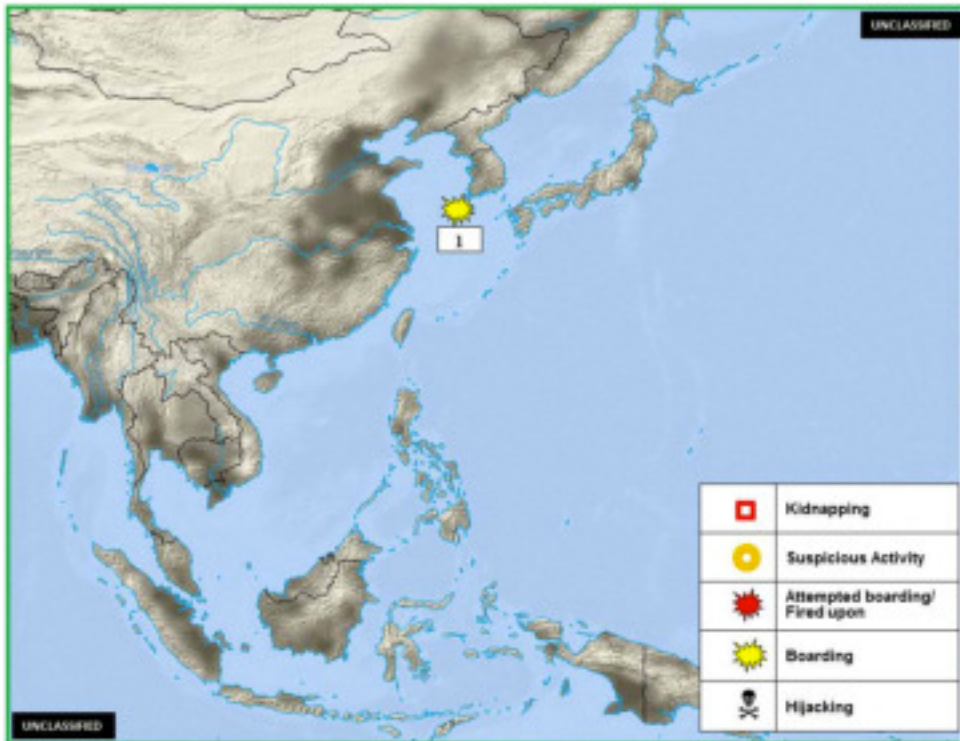 UNCLASSIFIED
1
Kidnapping
Suspicious Activity
Attempted boarding/
Fired upon
Boarding
Hijacking
UNCLASSIFIED